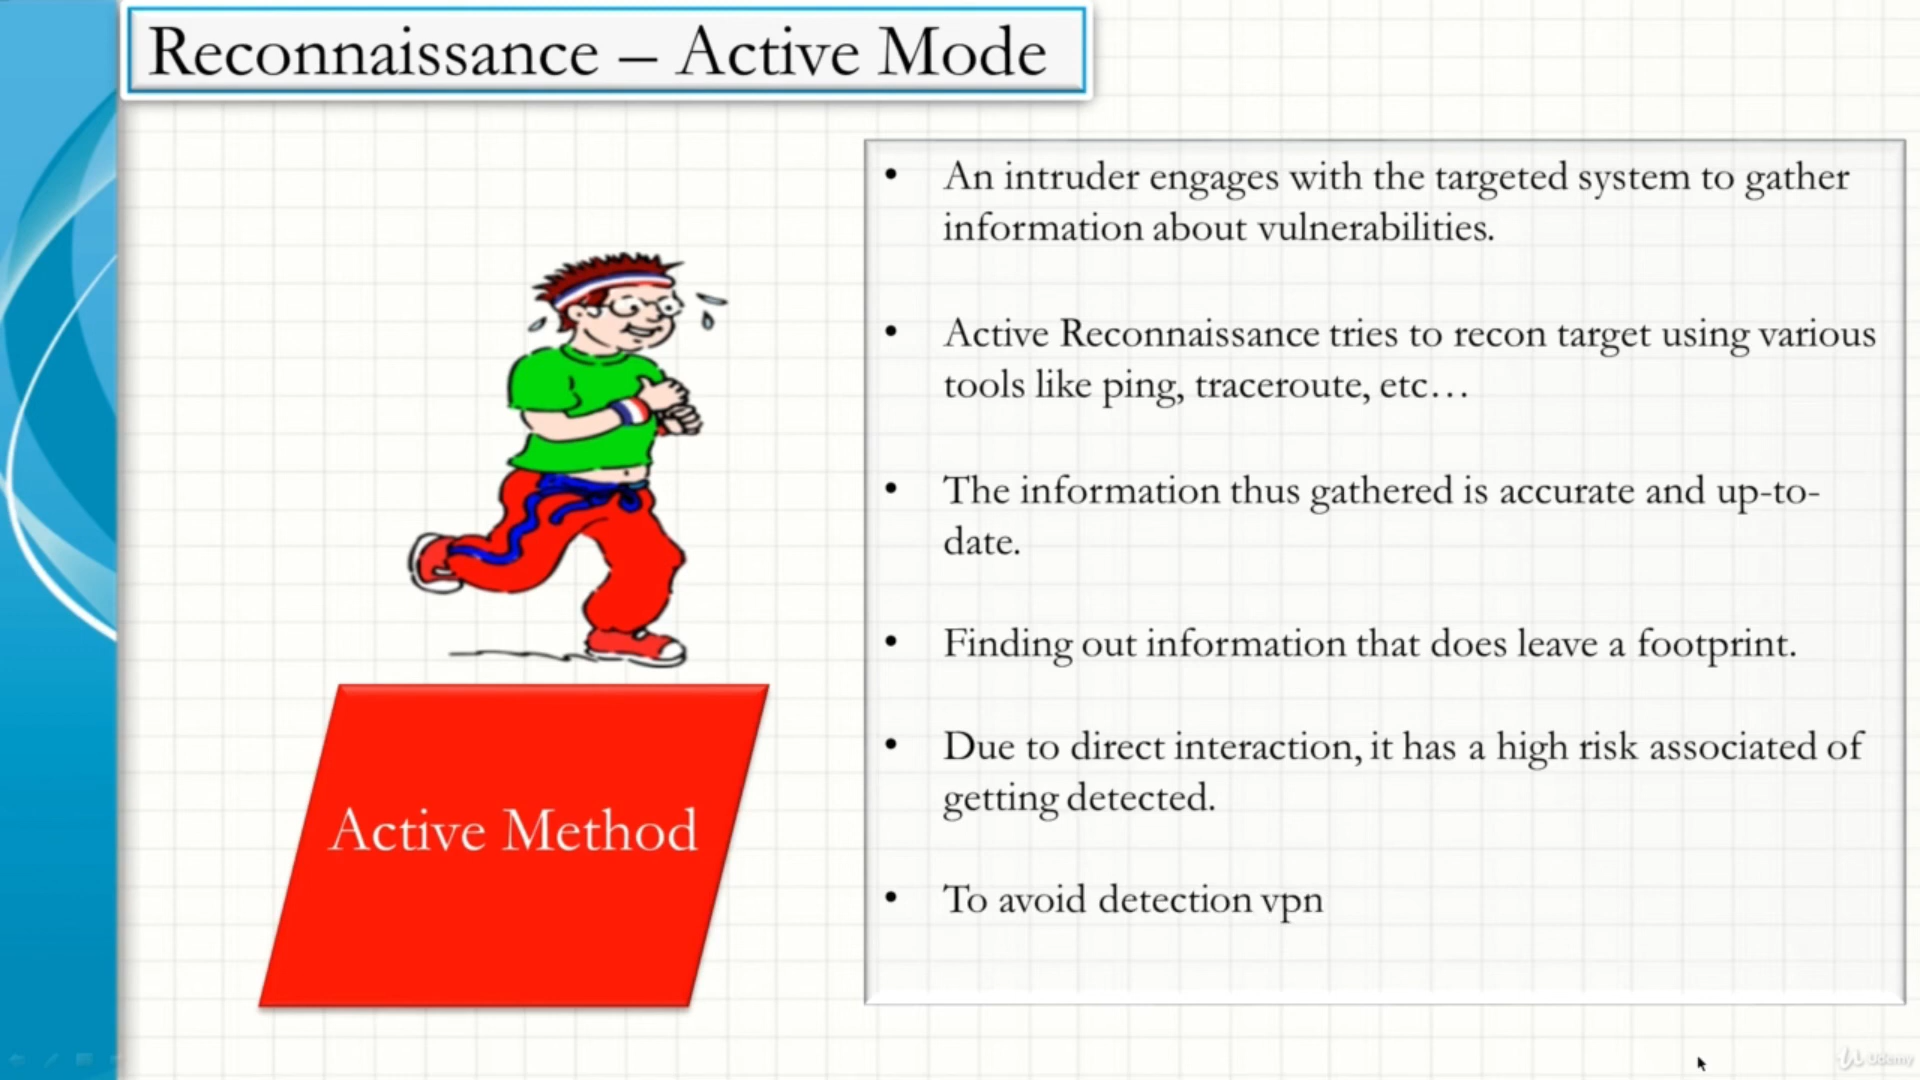 Reconnaissance – Active Mode
• An intruder engages with the targeted system to gather
information about vulnerabilities.
• Active Reconnaissance tries to recon target using various
tools like ping, traceroute, etc…
• The information thus gathered is accurate and up-to-
date.
• Finding out information that does leave a footprint.
• Due to direct interaction, it has a high risk associated of
getting detected.
• To avoid detection vpn
Active Method
Udemy